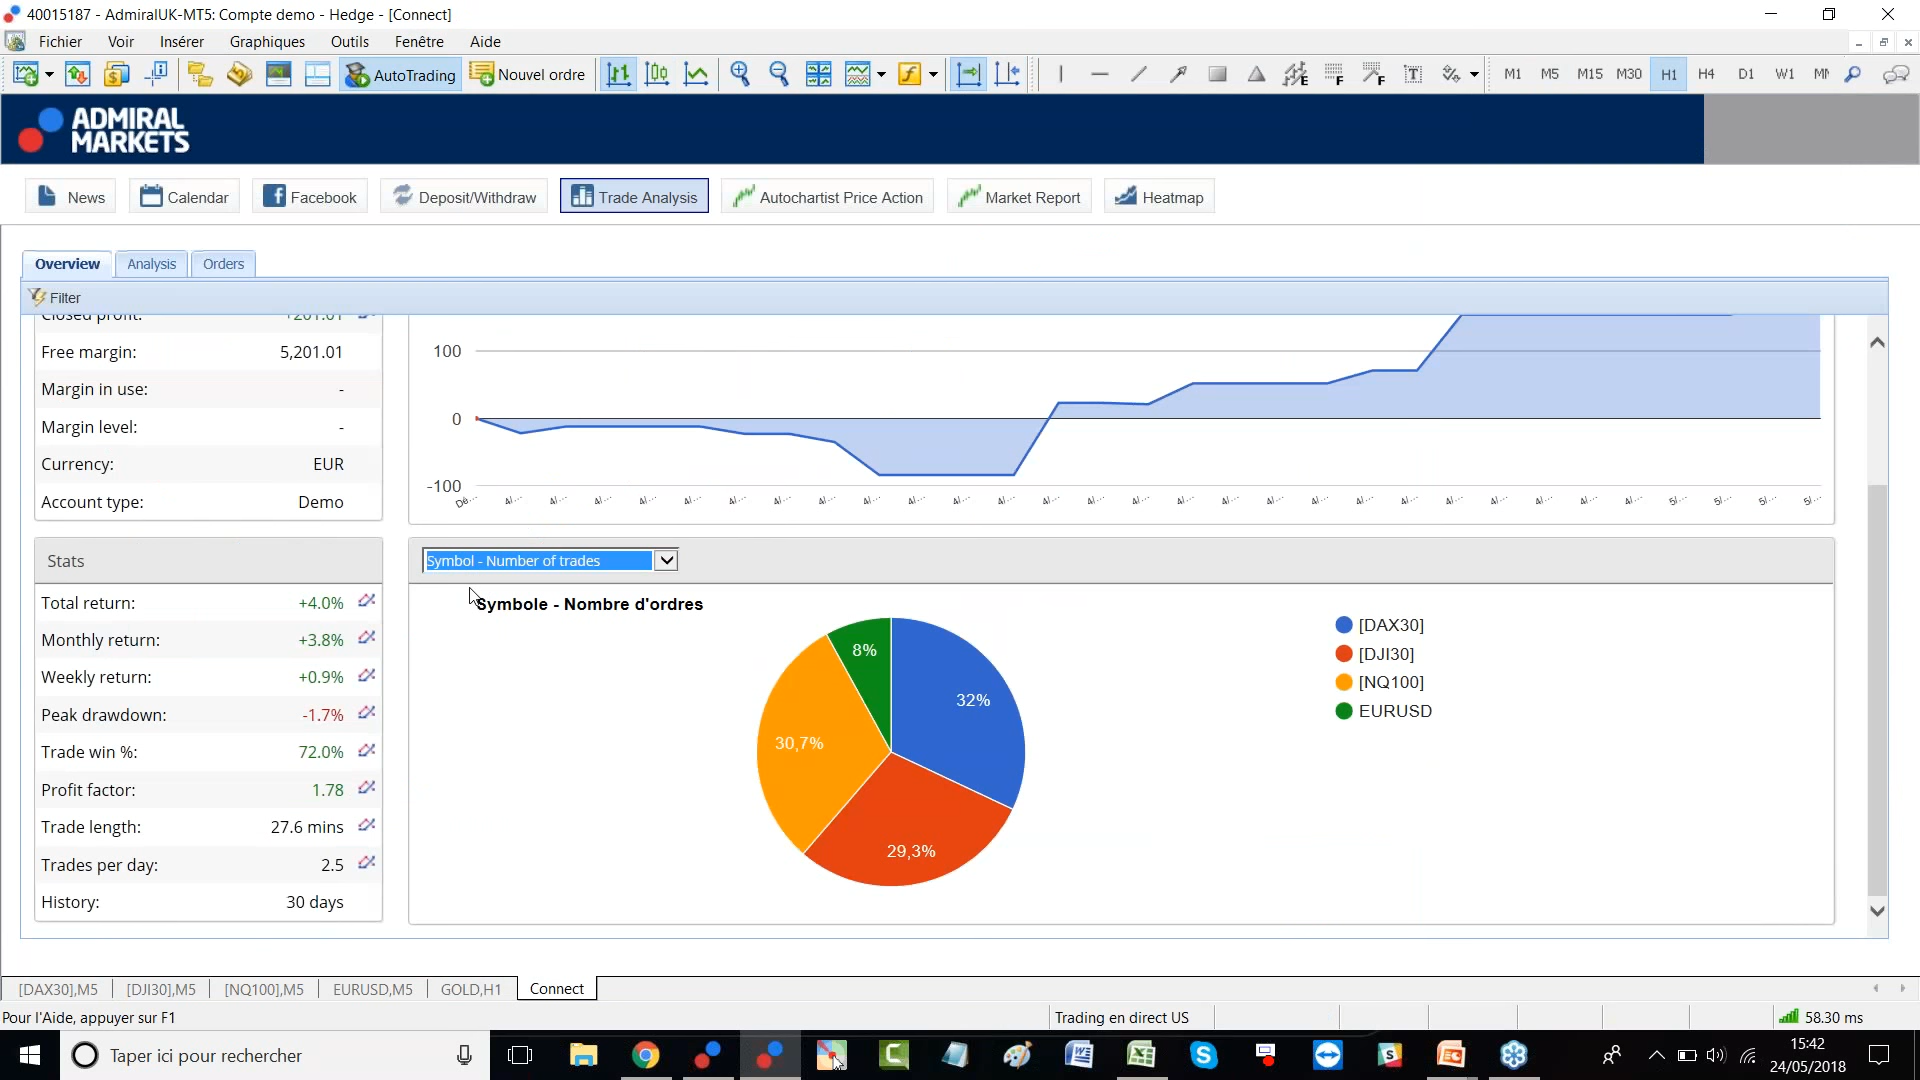 40015187 - AdmiralUK-MT5: Compte demo - Hedge - [Connect]
Fichier Voir Insérer Graphiques Outils Fenêtre Aide
AutoTrading Nouvel ordre M1 M5 M15 M30 H1 H4 D1 W1
ADMIRAL
MARKETS
News Calendar Facebook Deposit/Withdraw Trade Analysis Autochartist Price Action Market Report Heatmap
Overview Analysis Orders
Filter
Closed profit: +201.01
Free margin: 5,201.01
Margin in use: -
Margin level: -
Currency: EUR
Account type: Demo
100
0
-100
Stats
Total return: +4.0%
Monthly return: +3.8%
Weekly return: +0.9%
Peak drawdown: -1.7%
Trade win %: 72.0%
Profit factor: 1.78
Trade length: 27.6 mins
Trades per day: 2.5
History: 30 days
Symbol - Number of trades
Symbole - Nombre d'ordres
8%
32%
30,7%
29,3%
[DAX30]
[DJI30]
[NQ100]
EURUSD
[DAX30],M5 [DJI30],M5 [NQ100],M5 EURUSD,M5 GOLD,H1 Connect
Pour l'Aide, appuyer sur F1 Trading en direct US 58.30 ms
Taper ici pour rechercher
15:42
24/05/2018